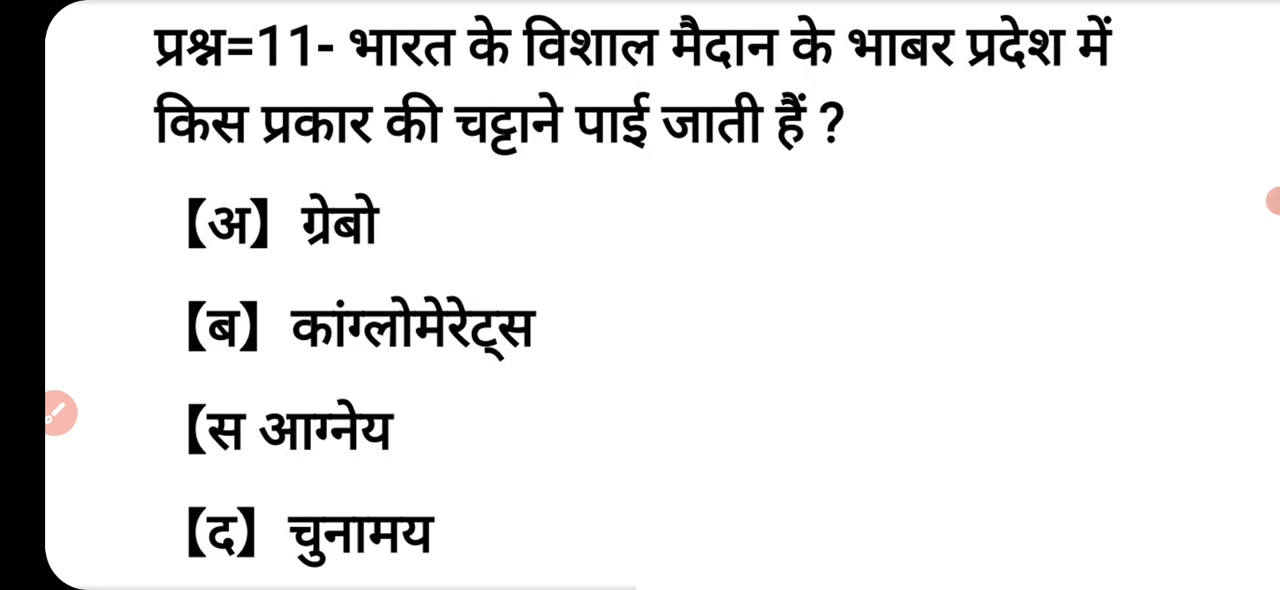 प्रश्न=11- भारत के विशाल मैदान के भाबर प्रदेश में
किस प्रकार की चट्टाने पाई जाती हैं ?
【अ】 ग्रेबो
【ब】 कांग्लोमेरेट्स
【स आग्नेय
【द】 चुनामय